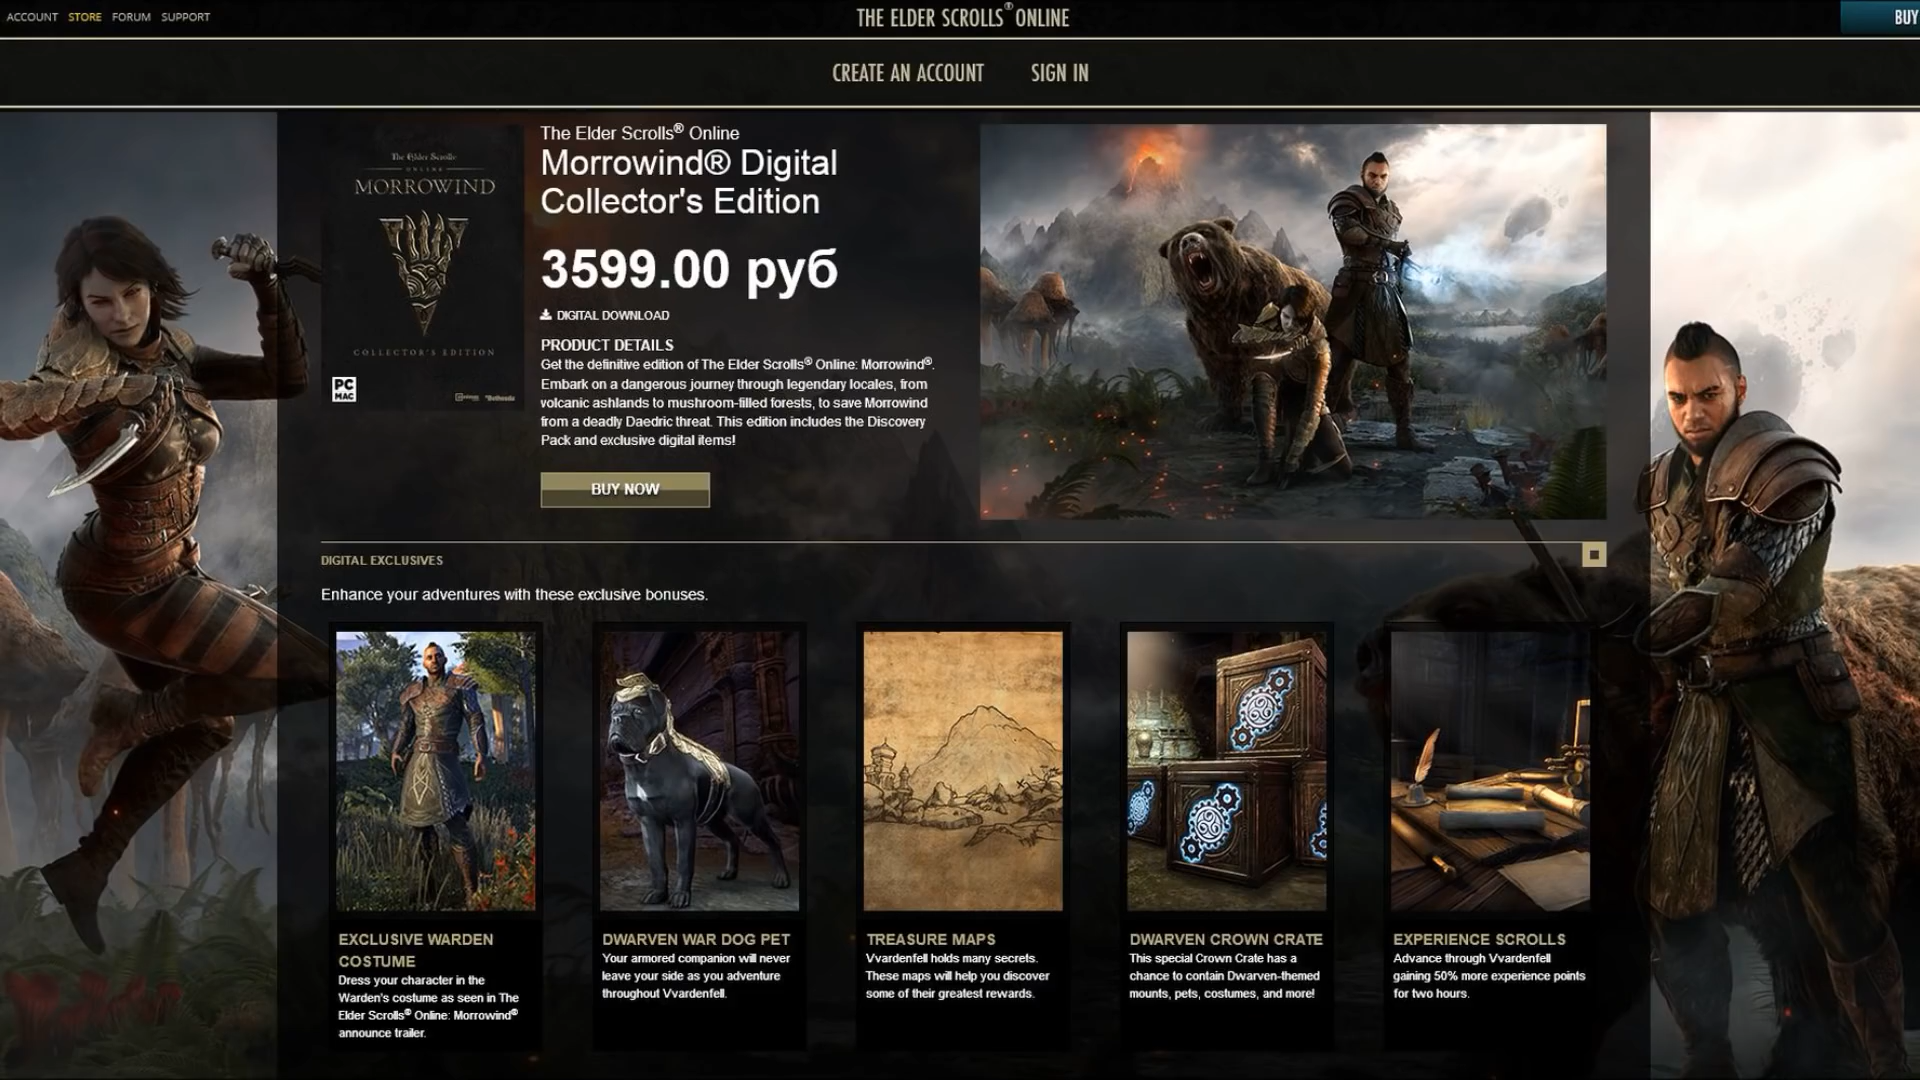 ACCOUNT STORE FORUM SUPPORT
THE ELDER SCROLLS® ONLINE
BUY
CREATE AN ACCOUNT SIGN IN
The Elder Scrolls
ONLINE
MORROWIND
COLLECTOR'S EDITION
PC
MAC
Bethesda
The Elder Scrolls® Online
Morrowind® Digital
Collector's Edition
3599.00 руб
DIGITAL DOWNLOAD
PRODUCT DETAILS
Get the definitive edition of The Elder Scrolls® Online: Morrowind®.
Embark on a dangerous journey through legendary locales, from
volcanic ashlands to mushroom-filled forests, to save Morrowind
from a deadly Daedric threat. This edition includes the Discovery
Pack and exclusive digital items!
BUY NOW
DIGITAL EXCLUSIVES
Enhance your adventures with these exclusive bonuses.
EXCLUSIVE WARDEN
COSTUME
Dress your character in the
Warden's costume as seen in The
Elder Scrolls® Online: Morrowind®
announce trailer.
DWARVEN WAR DOG PET
Your armored companion will never
leave your side as you adventure
throughout Vvardenfell.
TREASURE MAPS
Vvardenfell holds many secrets.
These maps will help you discover
some of their greatest rewards.
DWARVEN CROWN CRATE
This special Crown Crate has a
chance to contain Dwarven-themed
mounts, pets, costumes, and more!
EXPERIENCE SCROLLS
Advance through Vvardenfell
gaining 50% more experience points
for two hours.